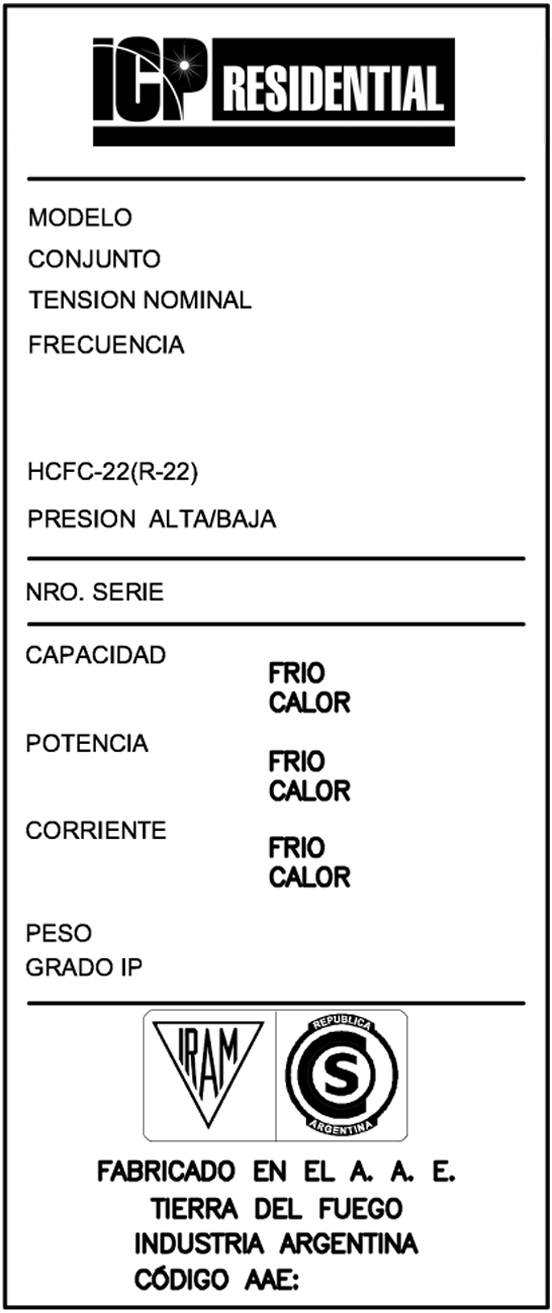 ICP RESIDENTIAL
MODELO
CONJUNTO
TENSION NOMINAL
FRECUENCIA
HCFC-22(R-22)
PRESION ALTA/BAJA
NRO. SERIE
CAPACIDAD
FRIO
CALOR
POTENCIA
FRIO
CALOR
CORRIENTE
FRIO
CALOR
PESO
GRADO IP
IRAM
REPUBLICA
S
ARGENTINA
FABRICADO EN EL A. A. E.
TIERRA DEL FUEGO
INDUSTRIA ARGENTINA
CÓDIGO AAE: